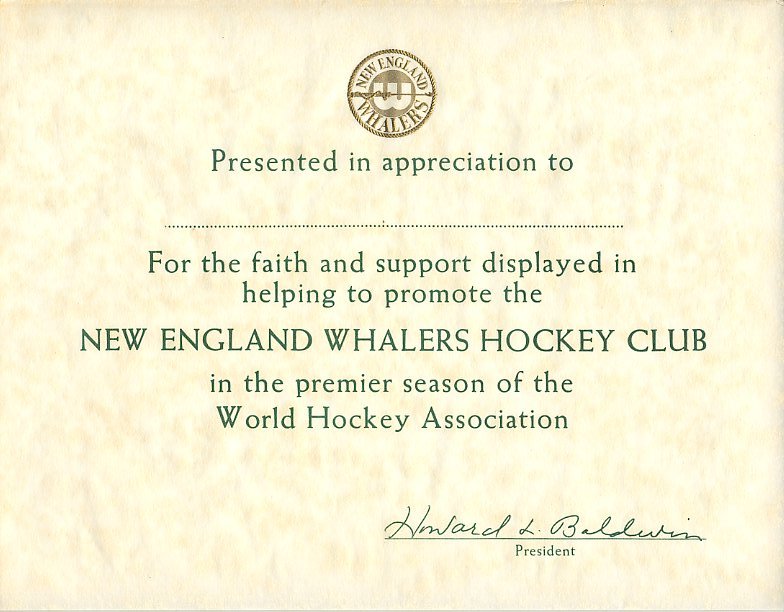 NEW ENGLAND
W
WHALERS
Presented in appreciation to
For the faith and support displayed in
helping to promote the
NEW ENGLAND WHALERS HOCKEY CLUB
in the premier season of the
World Hockey Association
Howard L. Baldwin
President